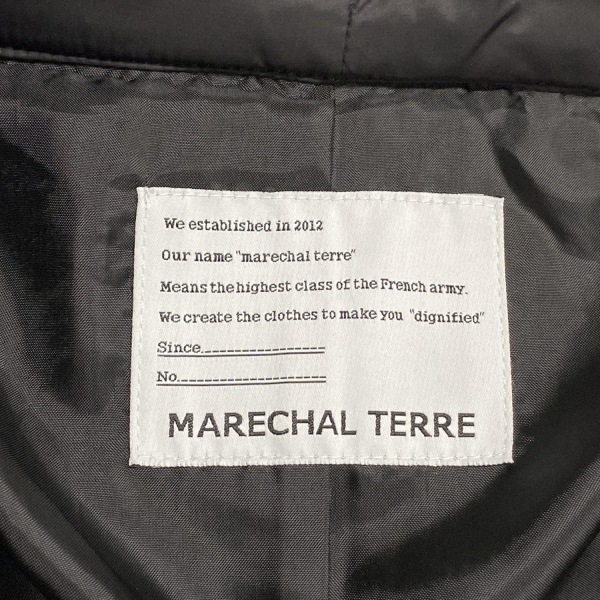 We established in 2012
Our name "marechal terre"
Means the highest class of the French army.
We create the clothes to make you "dignified"
Since
No.
MARECHAL TERRE